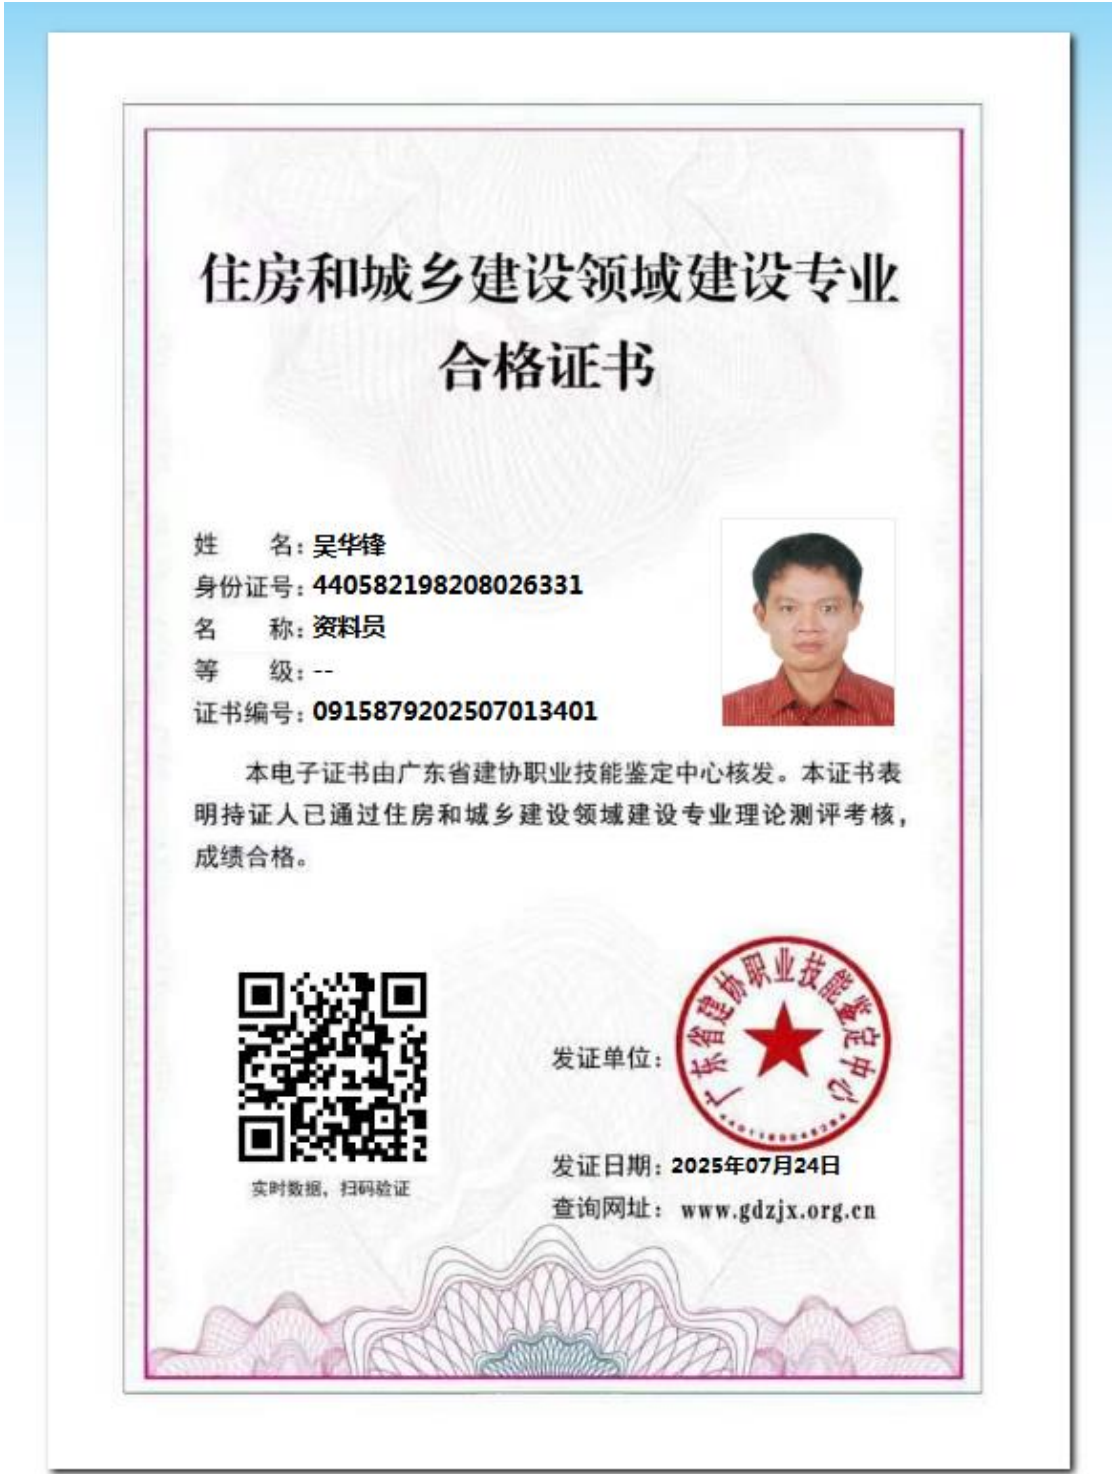 住房和城乡建设领域建设专业
合格证书
姓 名：吴华锋
身份证号：440582198208026331
名 称：资料员
等 级：--
证书编号：0915879202507013401
本电子证书由广东省建协职业技能鉴定中心核发。本证书表
明持证人已通过住房和城乡建设领域建设专业理论测评考核，
成绩合格。
实时数据，扫码验证
发证单位：
广东省建协职业技能鉴定中心
发证日期：2025年07月24日
查询网址：www.gdzjx.org.cn